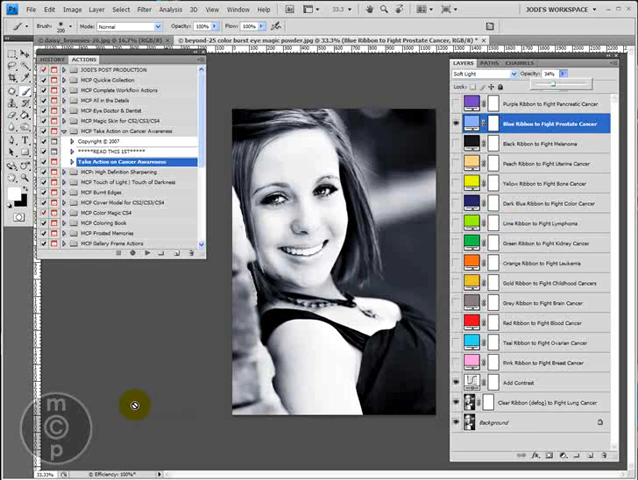 File Edit Image Layer Select Filter Analysis 3D View Window Help
33.3
JODE'S WORKSPACE
Brush:
200
Mode: Normal
Opacity: 100%
Flow: 100%
daisy_brownies-20.jpg @ 16.7% (RGB/8)
beyond-25 color burst eye magic powder.jpg @ 33.3% (Blue Ribbon to Fight Prostate Cancer, RGB/8) *
HISTORY ACTIONS
JODI'S POST PRODUCTION
MCP Quickie Collection
MCP Complete Workflow Actions
MCP All in the Details
MCP Eye Doctor & Dentist
MCP Magic Skin for CS2/CS3/CS4
MCP Take Action on Cancer Awareness
Copyright © 2007
*****READ THIS 1ST*****
Take Action on Cancer Awareness
MCP: High Definition Sharpening
MCP Touch of Light | Touch of Darkness
MCP Burnt Edges
MCP Cover Model for CS2/CS3/CS4
MCP Color Magic CS4
MCP Coloring Book
MCP Frosted Memories
MCP Gallery Frame Actions
LAYERS PATHS CHANNELS
Soft Light
Opacity: 34%
Lock:
Purple Ribbon to Fight Pancreatic Cancer
Blue Ribbon to Fight Prostate Cancer
Black Ribbon to Fight Melanoma
Peach Ribbon to Fight Uterine Cancer
Yellow Ribbon to Fight Bone Cancer
Dark Blue Ribbon to Fight Colon Cancer
Lime Ribbon to Fight Lymphoma
Green Ribbon to Fight Kidney Cancer
Orange Ribbon to Fight Leukemia
Gold Ribbon to Fight Childhood Cancers
Grey Ribbon to Fight Brain Cancer
Red Ribbon to Fight Blood Cancer
Teal Ribbon to Fight Ovarian Cancer
Pink Ribbon to Fight Breast Cancer
Add Contrast
Clear Ribbon (defog) to Fight Lung Cancer
Background
m
©
p
33.33%
Efficiency: 100%*